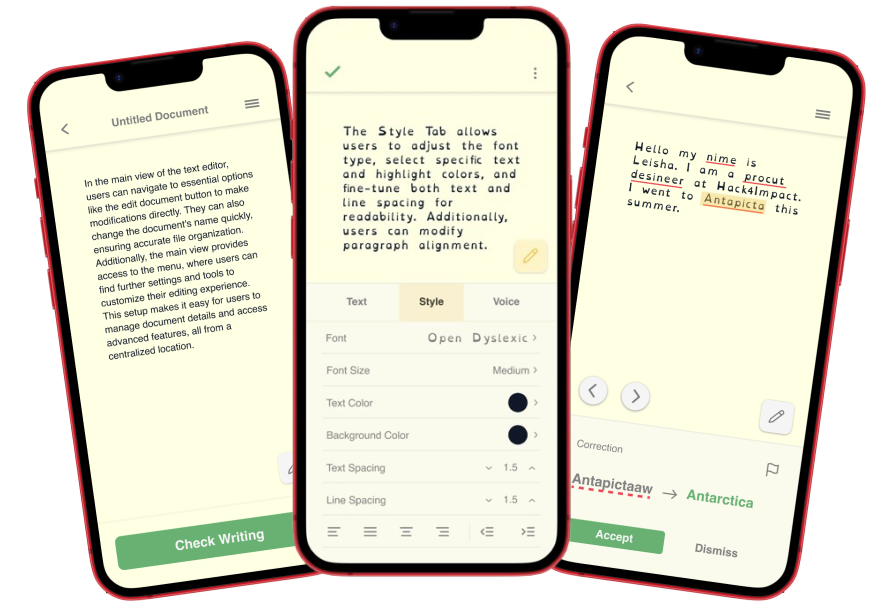 Untitled Document
In the main view of the text editor,
users can navigate to essential options
like the edit document button to make
modifications directly. They can also
change the document's name quickly,
ensuring accurate file organization.
Additionally, the main view provides
access to the menu, where users can
find further settings and tools to
customize their editing experience.
This setup makes it easy for users to
manage document details and access
advanced features, all from a
centralized location.
Check Writing
The Style Tab allows
users to adjust the font
type, select specific text
and highlight colors, and
fine-tune both text and
line spacing for
readability. Additionally,
users can modify
paragraph alignment.
Text Style Voice
Font Open Dyslexic
Font Size Medium
Text Color
Background Color
Text Spacing 1.5
Line Spacing 1.5
Hello my nime is
Leisha. I am a procut
desineer at Hack4Impact.
I went to Antapicta this
summer.
Correction
Antapictaaw → Antarctica
Accept Dismiss